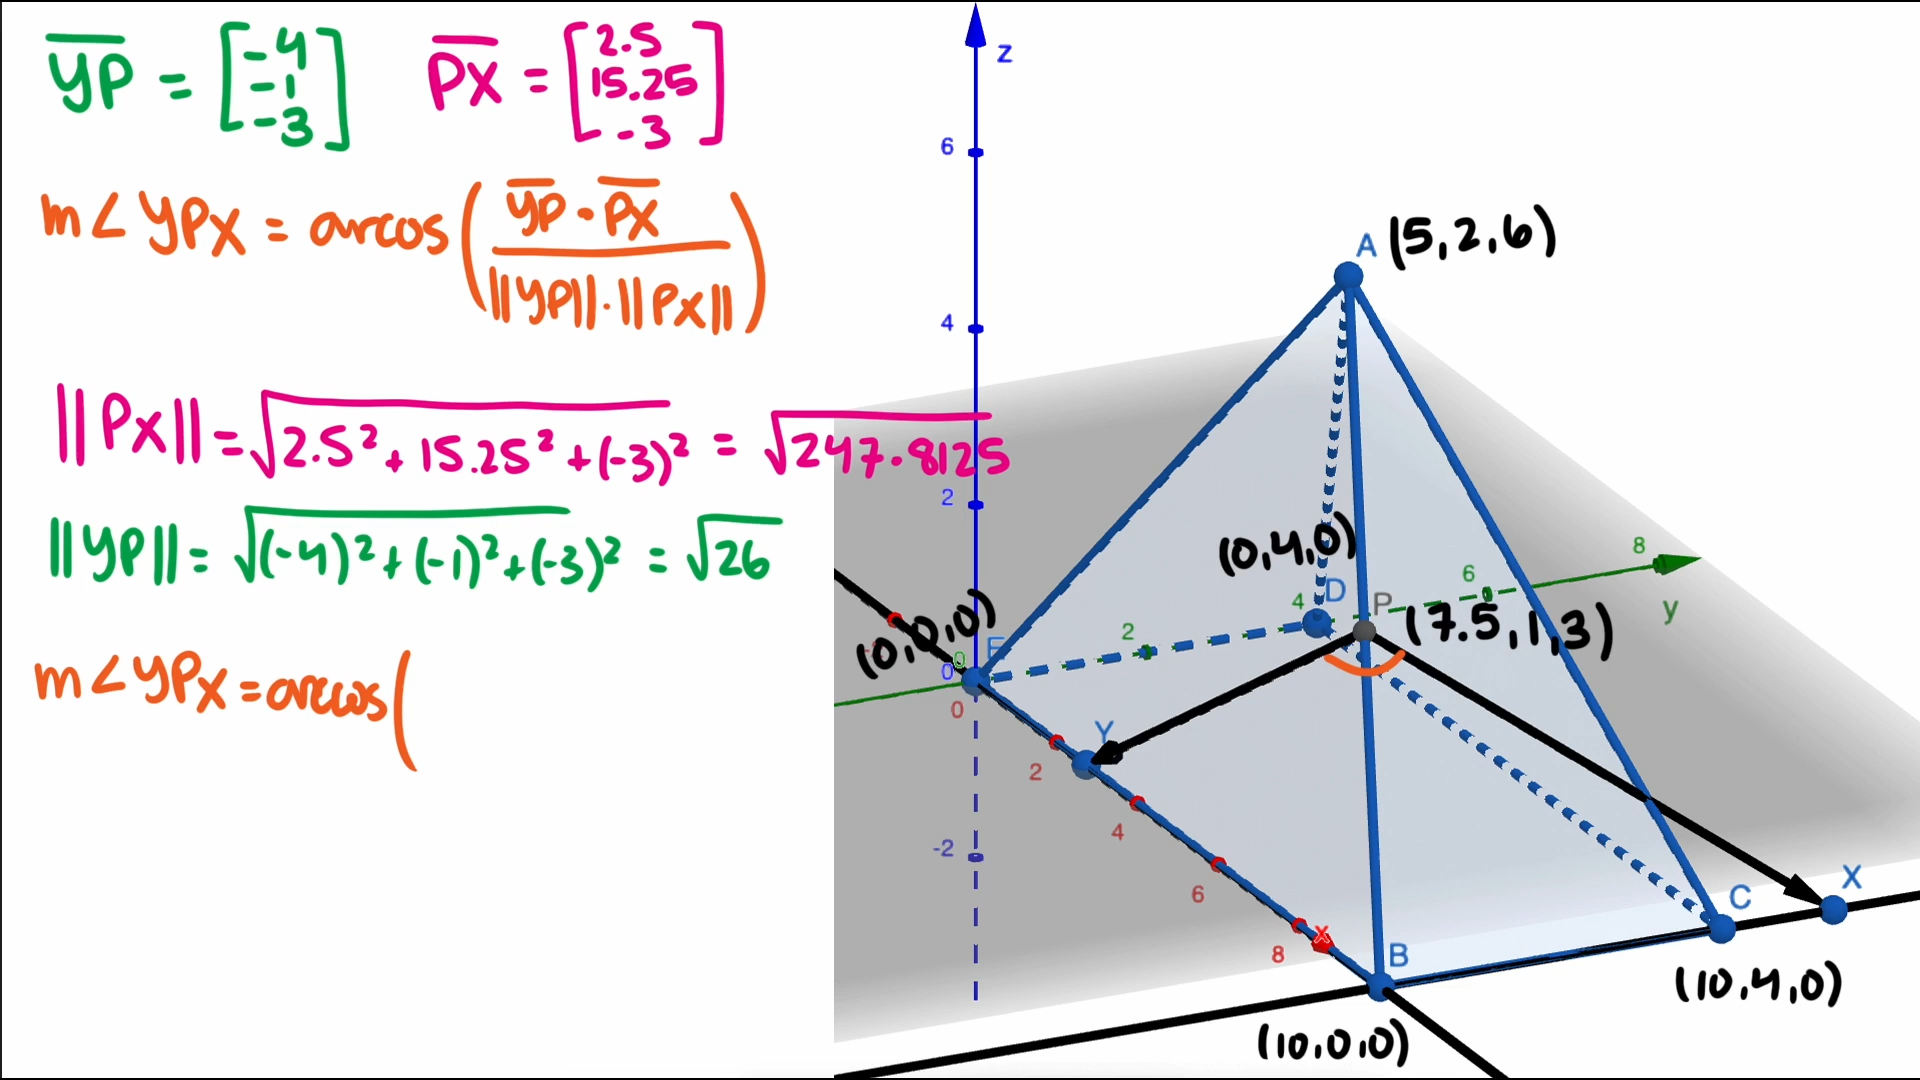 YP = [-4 -1 -3] PX = [2.5 15.25 -3]
m∠YPX = arcos( YP · PX / ||YP|| · ||PX|| )
||PX|| = √2.5² + 15.25² + (-3)² = √247.8125
||YP|| = √(-4)² + (-1)² + (-3)² = √26
m∠YPX = arccos(
z
6
4
2
0
-2
A (5,2,6)
(0,4,0)
D
P (7.5,1,3)
(0,0,0)
E
0
0
2
4
6
8
y
Y
2
4
6
8
X
B
(10,0,0)
C
(10,4,0)
X